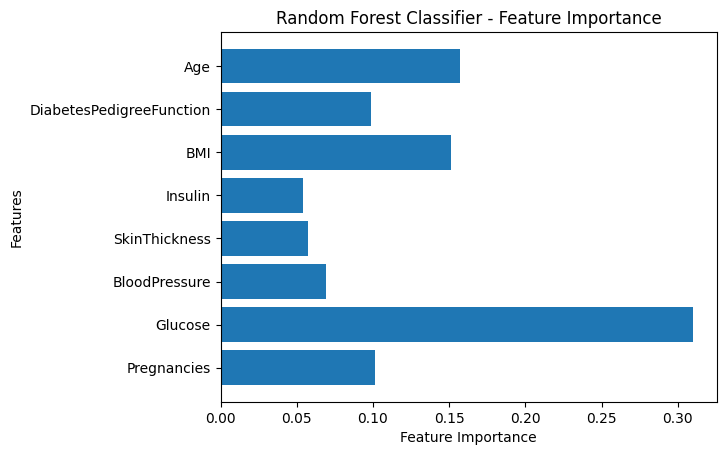 Random Forest Classifier - Feature Importance
Features
Age
DiabetesPedigreeFunction
BMI
Insulin
SkinThickness
BloodPressure
Glucose
Pregnancies
0.00 0.05 0.10 0.15 0.20 0.25 0.30
Feature Importance